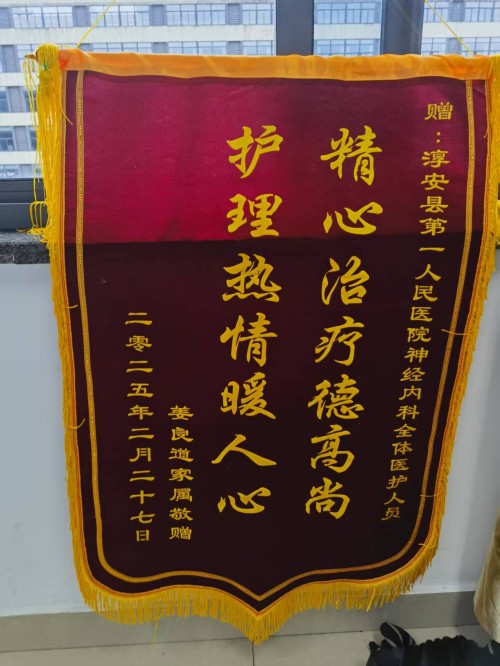 赠：淳安县第一人民医院神经内科全体医护人员
精心治疗德高尚
护理热情暖人心
姜良道家属敬赠
二零二五年二月二十七日